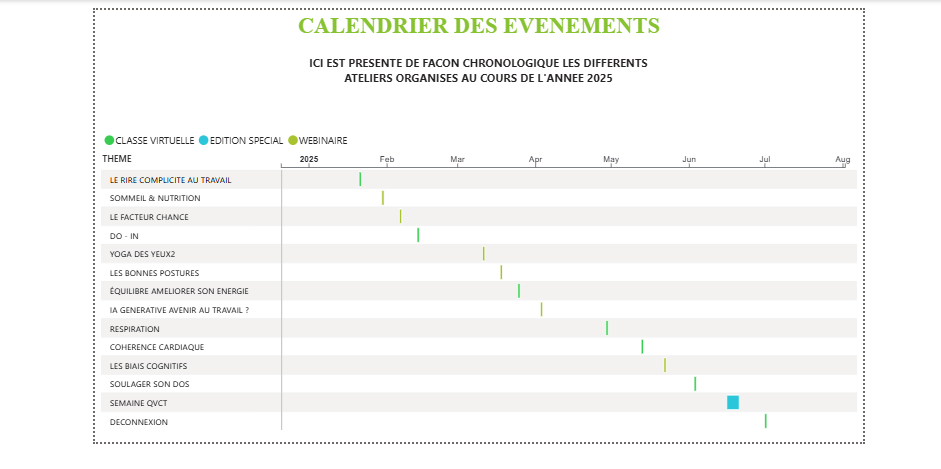 CALENDRIER DES EVENEMENTS
ICI EST PRESENTE DE FACON CHRONOLOGIQUE LES DIFFERENTS
ATELIERS ORGANISES AU COURS DE L'ANNEE 2025
CLASSE VIRTUELLE EDITION SPECIAL WEBINAIRE
THEME 2025 Feb Mar Apr May Jun Jul Aug
LE RIRE COMPLICITE AU TRAVAIL
SOMMEIL & NUTRITION
LE FACTEUR CHANCE
DO - IN
YOGA DES YEUX2
LES BONNES POSTURES
ÉQUILIBRE AMELIORER SON ENERGIE
IA GENERATIVE AVENIR AU TRAVAIL ?
RESPIRATION
COHERENCE CARDIAQUE
LES BIAIS COGNITIFS
SOULAGER SON DOS
SEMAINE QVCT
DECONNEXION